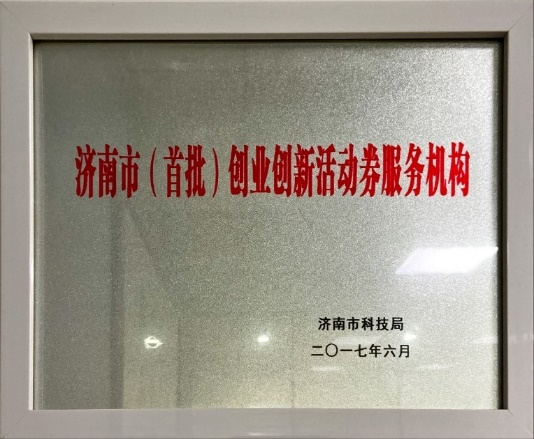 济南市（首批）创业创新活动券服务机构
济南市科技局
二〇一七年六月